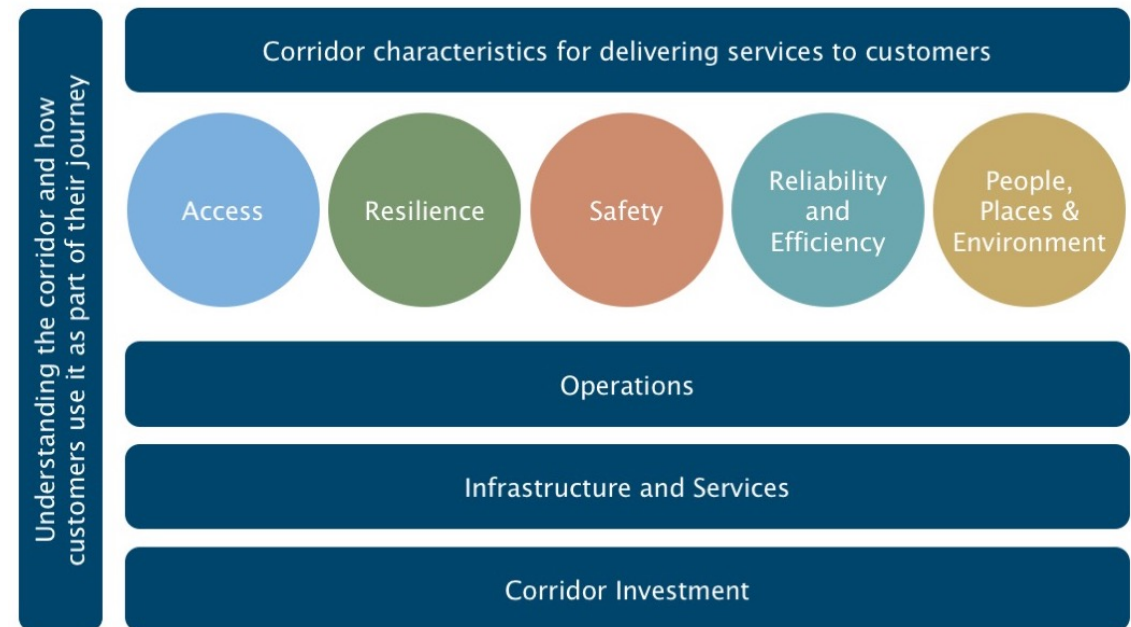 Understanding the corridor and how
customers use it as part of their journey
Corridor characteristics for delivering services to customers
Access
Resilience
Safety
Reliability
and
Efficiency
People,
Places &
Environment
Operations
Infrastructure and Services
Corridor Investment